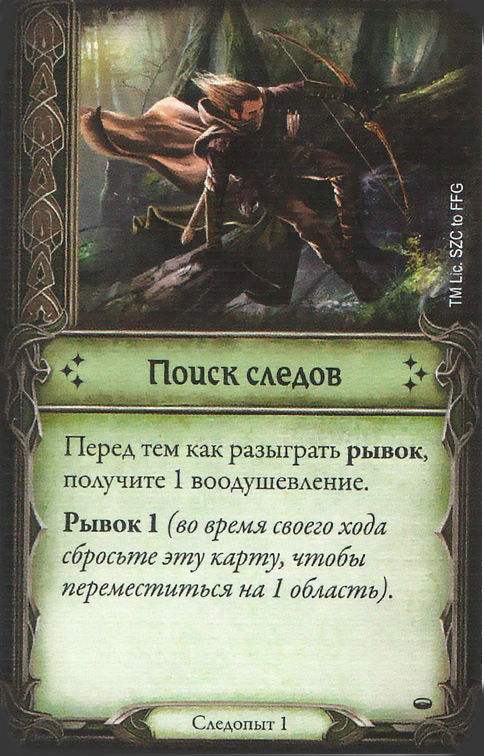 TM Lic. SZC to FFG
Поиск следов
Перед тем как разыграть рывок,
получите 1 воодушевление.
Рывок 1 (во время своего хода
сбросьте эту карту, чтобы
переместиться на 1 область).
Следопыт 1